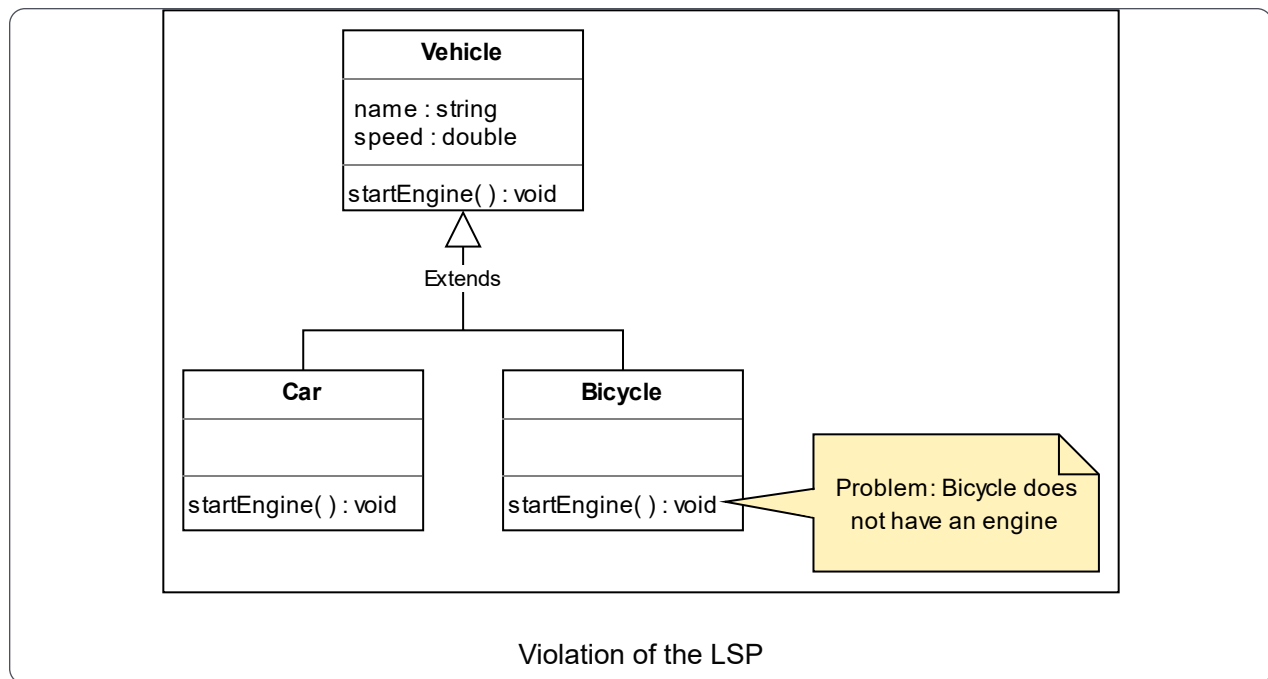 Vehicle
name : string
speed : double
startEngine( ) : void
Extends
Car
Bicycle
startEngine( ) : void
startEngine( ) : void
Problem: Bicycle does
not have an engine
Violation of the LSP